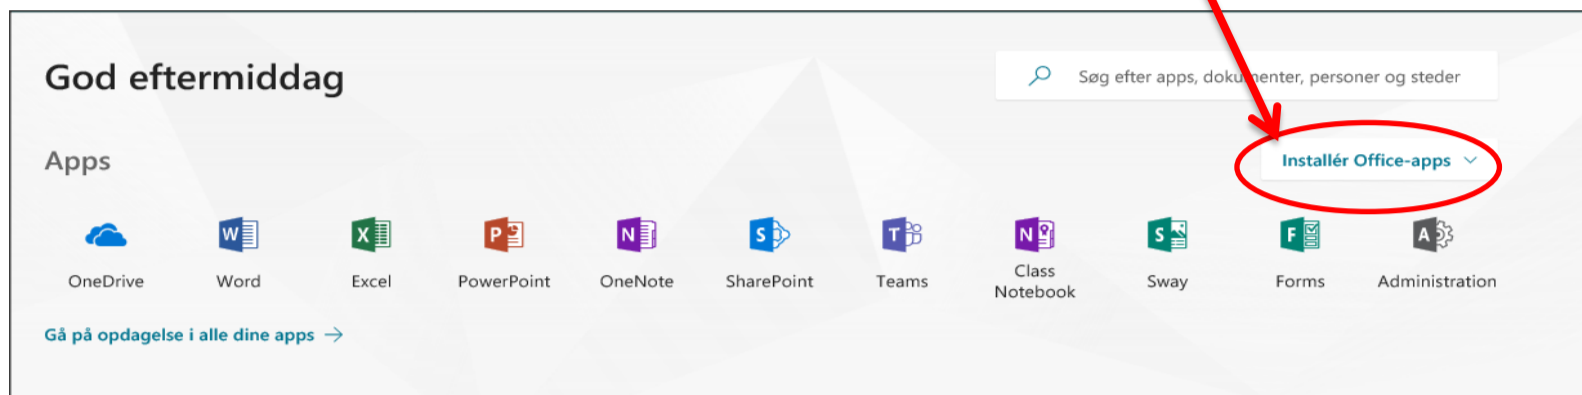 God eftermiddag
Søg efter apps, dokumenter, personer og steder
Apps
Installér Office-apps
OneDrive
Word
Excel
PowerPoint
OneNote
SharePoint
Teams
Class
Notebook
Sway
Forms
Administration
Gå på opdagelse i alle dine apps →